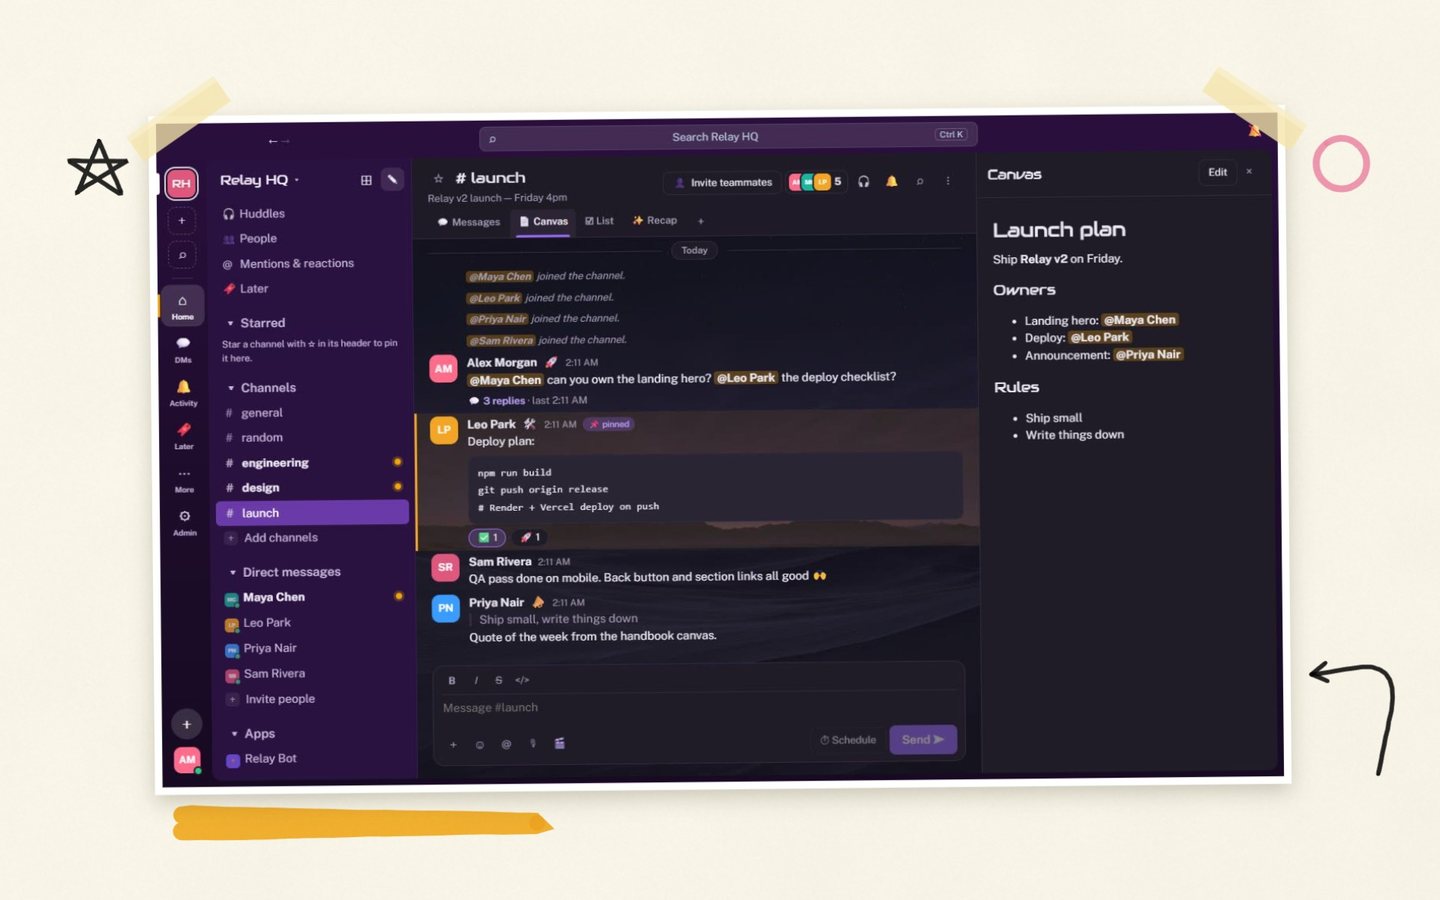 Search Relay HQ
Ctrl K
RH
Relay HQ
Huddles
People
@ Mentions & reactions
Later
Starred
Star a channel with ☆ in its header to pin
it here.
Channels
# general
# random
# engineering
# design
# launch
+ Add channels
Direct messages
Maya Chen
Leo Park
Priya Nair
Sam Rivera
+ Invite people
Apps
Relay Bot
Home
DMs
Activity
Later
More
Admin
+
AM
# launch
Relay v2 launch — Friday 4pm
Invite teammates
LP
5
Messages
Canvas
List
Recap
+
Today
@Maya Chen joined the channel.
@Leo Park joined the channel.
@Priya Nair joined the channel.
@Sam Rivera joined the channel.
AM
Alex Morgan 🚀 2:11 AM
@Maya Chen can you own the landing hero? @Leo Park the deploy checklist?
3 replies · last 2:11 AM
LP
Leo Park 🛠 2:11 AM pinned
Deploy plan:
npm run build
git push origin release
# Render + Vercel deploy on push
✅ 1 🚀 1
SR
Sam Rivera 2:11 AM
QA pass done on mobile. Back button and section links all good 🙌
PN
Priya Nair 📣 2:11 AM
Ship small, write things down
Quote of the week from the handbook canvas.
B I S </>
Message #launch
+ @
Schedule
Send
Canvas
Edit
×
Launch plan
Ship Relay v2 on Friday.
Owners
• Landing hero: @Maya Chen
• Deploy: @Leo Park
• Announcement: @Priya Nair
Rules
• Ship small
• Write things down